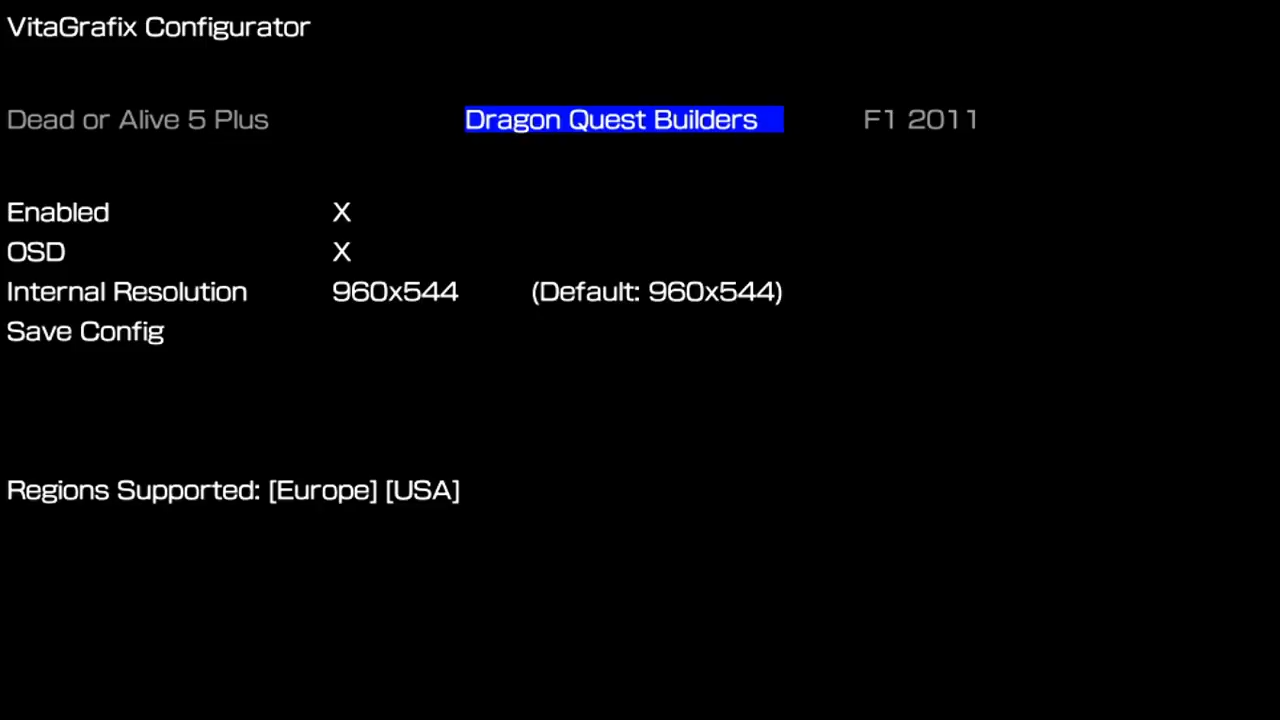 VitaGrafix Configurator
Dead or Alive 5 Plus Dragon Quest Builders F1 2011
Enabled X
OSD X
Internal Resolution 960x544 (Default: 960x544)
Save Config
Regions Supported: [Europe] [USA]